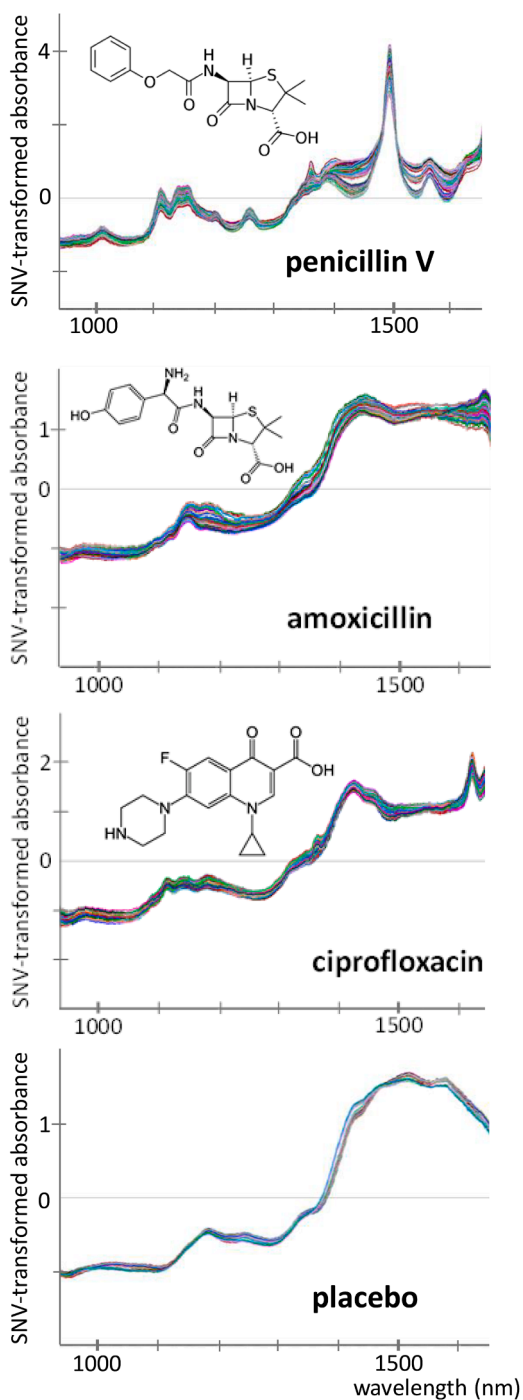 SNV-transformed absorbance
4
0
H
N
H
S
O
O
O
N
O
OH
penicillin V
1000
1500
SNV-transformed absorbance
1
0
NH2
HO
H
N
H
S
O
O
N
O
OH
amoxicillin
1000
1500
SNV-transformed absorbance
2
0
O
O
F
OH
N
N
HN
ciprofloxacin
1000
1500
SNV-transformed absorbance
1
0
placebo
1000
1500
wavelength (nm)